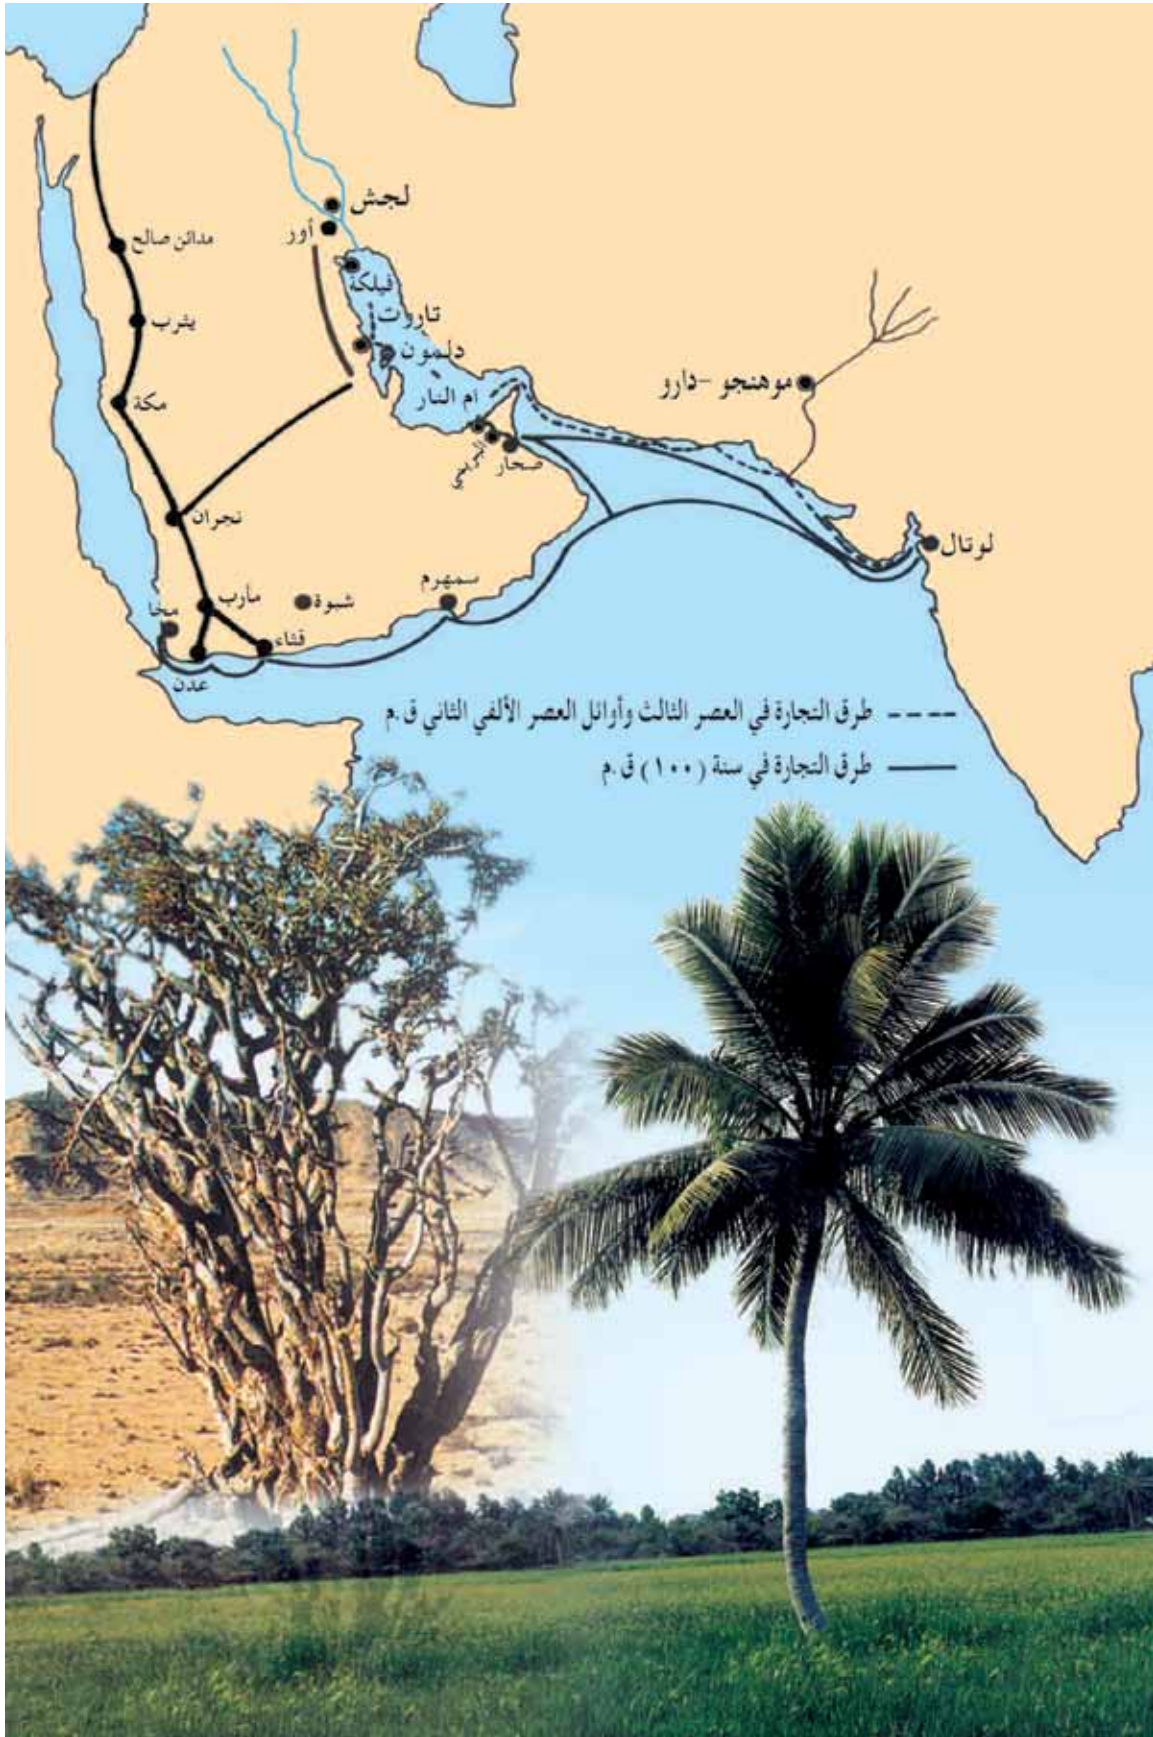 لجش
أور
مدائن صالح
فيلكة
يثرب
تاروت
دلمون
موهنجو -دارو
ام النار
مكة
البريمي
صحار
نجران
لوتال
سمهرم
شبوة
مأرب
مخا
قناء
عدن
طرق التجارة في العصر الثالث وأوائل العصر الألفي الثاني ق.م
طرق التجارة في سنة (١٠٠) ق.م